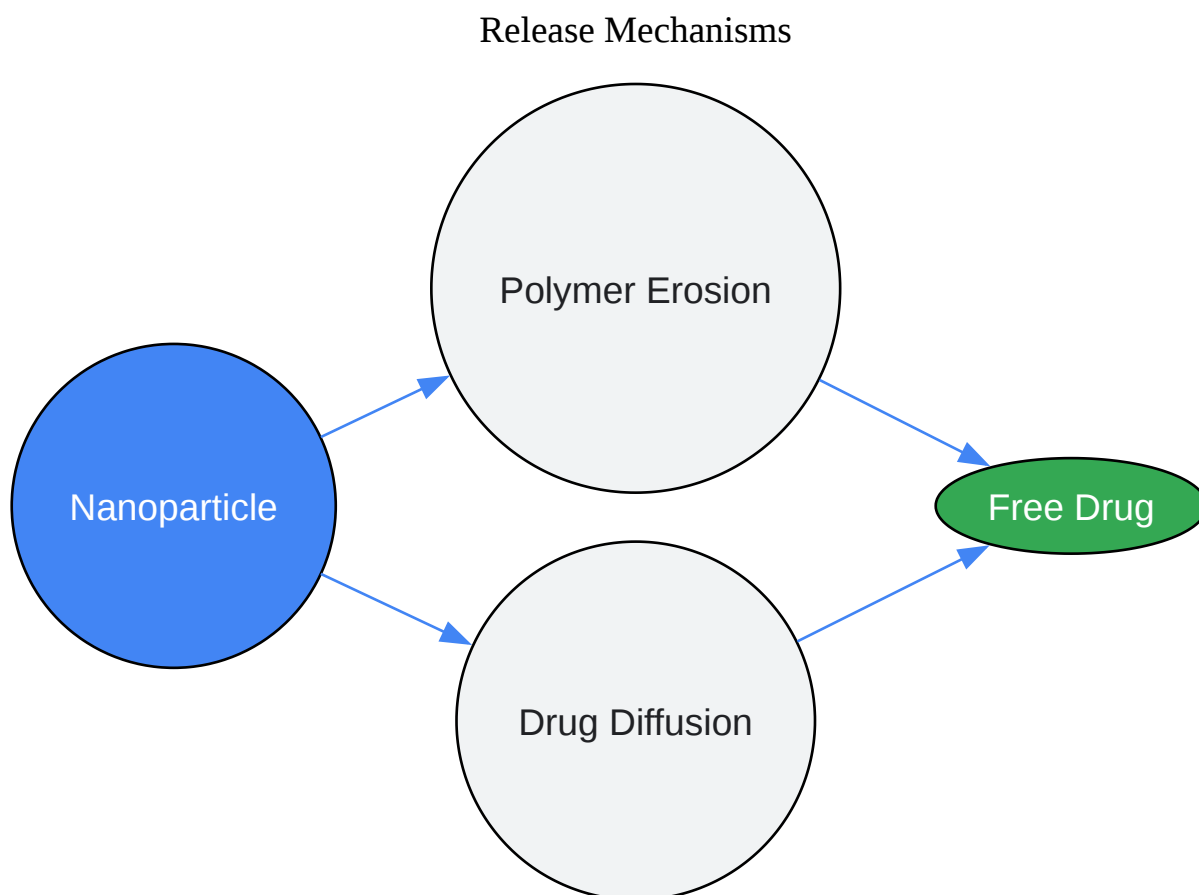 Release Mechanisms
Polymer Erosion
Nanoparticle
Free Drug
Drug Diffusion